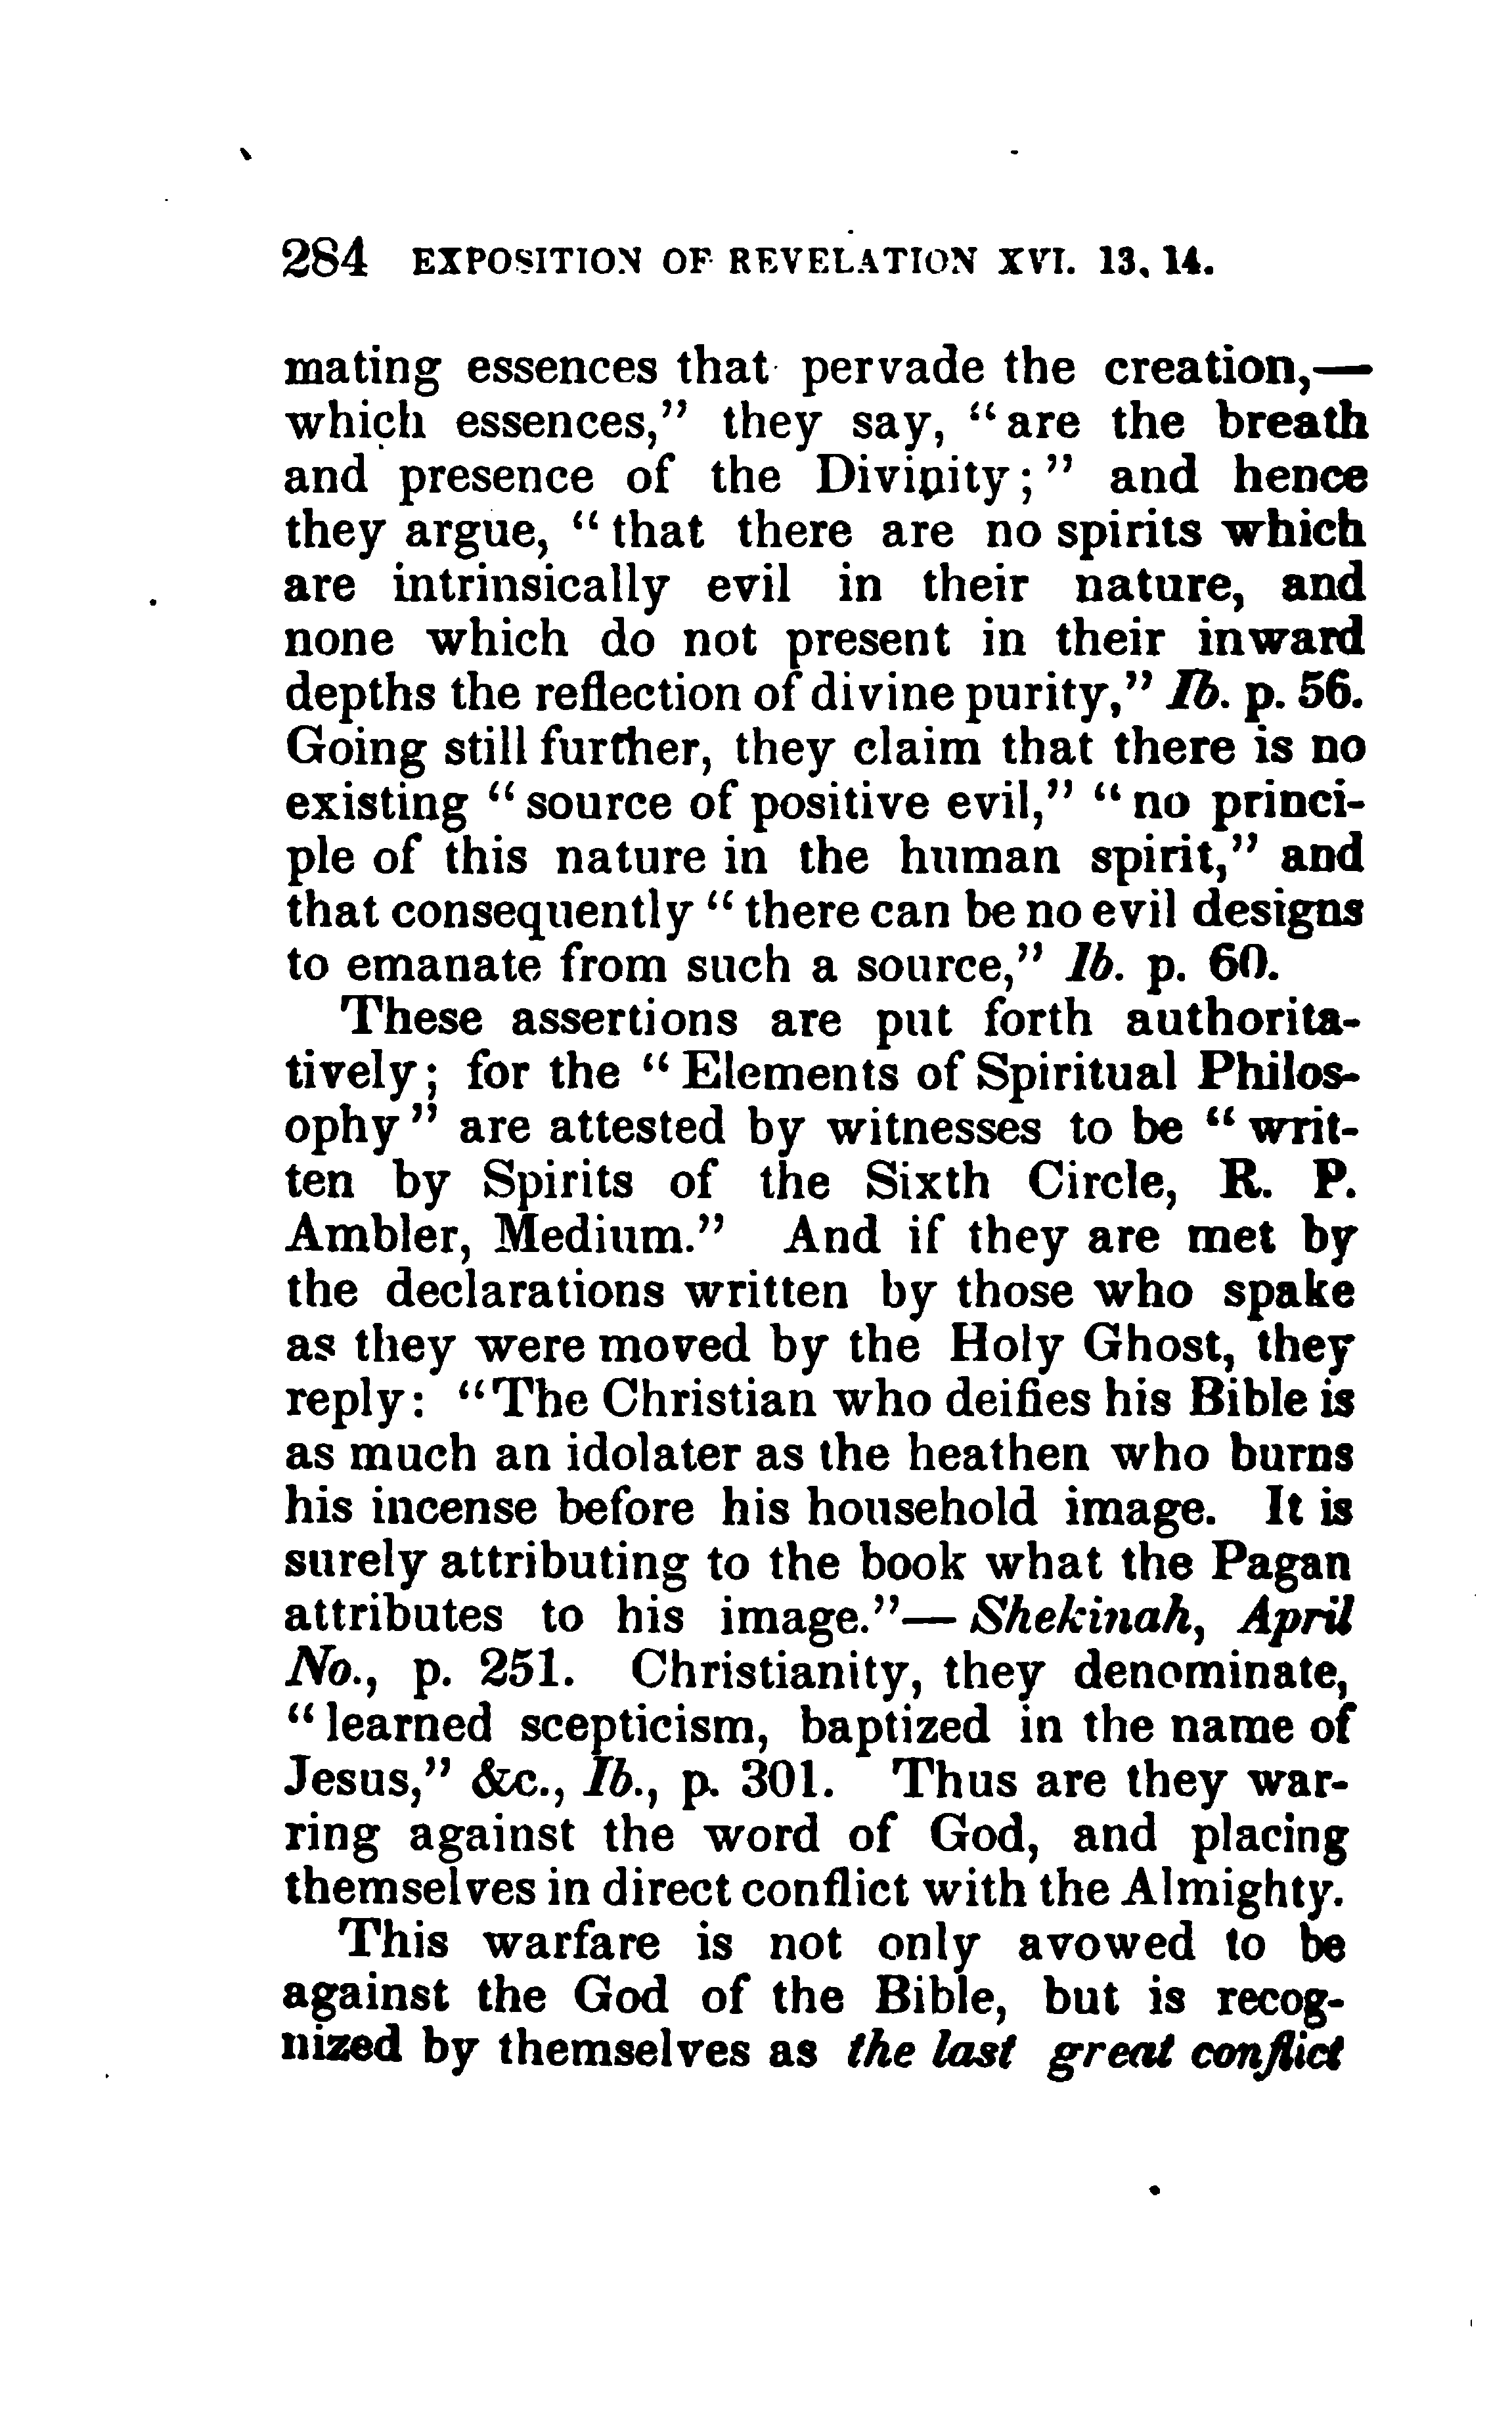 284 EXPOSITION OF REVELATION XVI. 13, 14.
mating essences that pervade the creation,—
which essences,” they say, “are the breath
and presence of the Divinity;” and hence
they argue, “that there are no spirits which
are intrinsically evil in their nature, and
none which do not present in their inward
depths the reflection of divine purity,” Ib. p. 56.
Going still further, they claim that there is no
existing “source of positive evil,” “no princi-
ple of this nature in the human spirit,” and
that consequently “there can be no evil designs
to emanate from such a source,” Ib. p. 60.
These assertions are put forth authorita-
tively; for the “Elements of Spiritual Philos-
ophy” are attested by witnesses to be “writ-
ten by Spirits of the Sixth Circle, R. P.
Ambler, Medium.” And if they are met by
the declarations written by those who spake
as they were moved by the Holy Ghost, they
reply: “The Christian who deifies his Bible is
as much an idolater as the heathen who burns
his incense before his household image. It is
surely attributing to the book what the Pagan
attributes to his image.”—Shekinah, April
No., p. 251. Christianity, they denominate,
“learned scepticism, baptized in the name of
Jesus,” &c., Ib., p. 301. Thus are they war-
ring against the word of God, and placing
themselves in direct conflict with the Almighty.
This warfare is not only avowed to be
against the God of the Bible, but is recog-
nized by themselves as the last great conflict